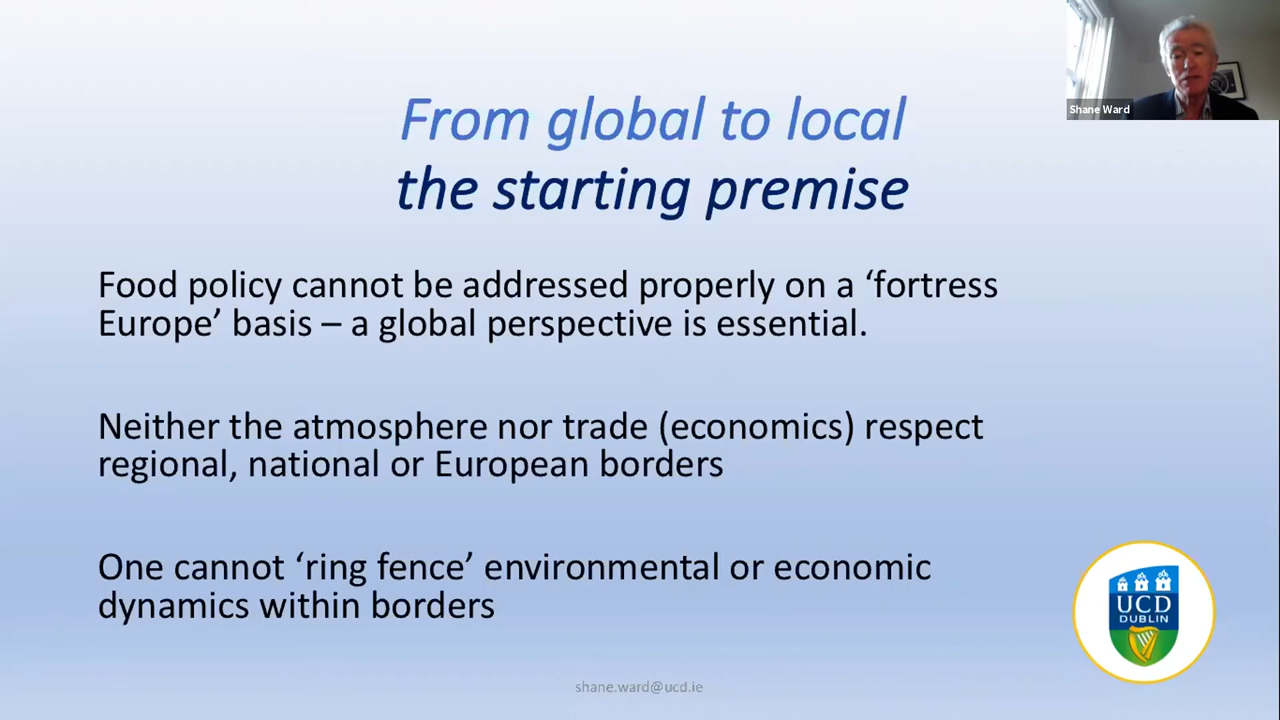 Shane Ward
From global to local
the starting premise
Food policy cannot be addressed properly on a ‘fortress
Europe’ basis – a global perspective is essential.
Neither the atmosphere nor trade (economics) respect
regional, national or European borders
One cannot ‘ring fence’ environmental or economic
dynamics within borders
UCD
DUBLIN
shane.ward@ucd.ie